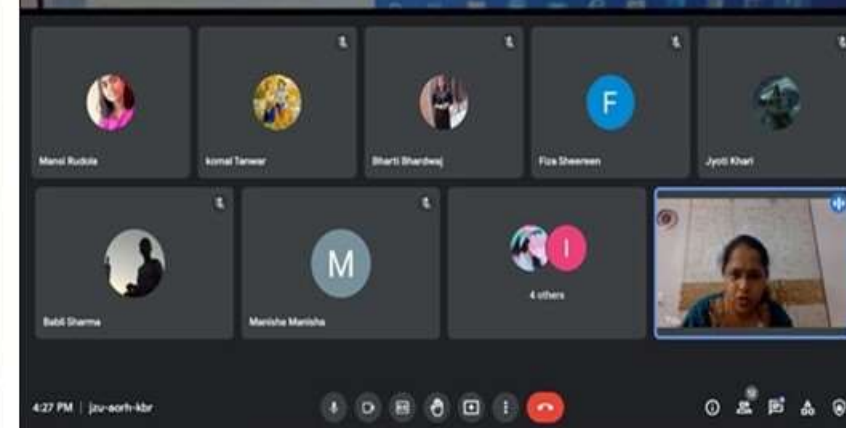 Mansi Rudola
komal Tanwar
Bharti Bhardwaj
F
Fiza Sheereen
Jyoti Khari
Babli Sharma
M
Manisha Manisha
I
4 others
4:27 PM | jzu-aorh-kbr